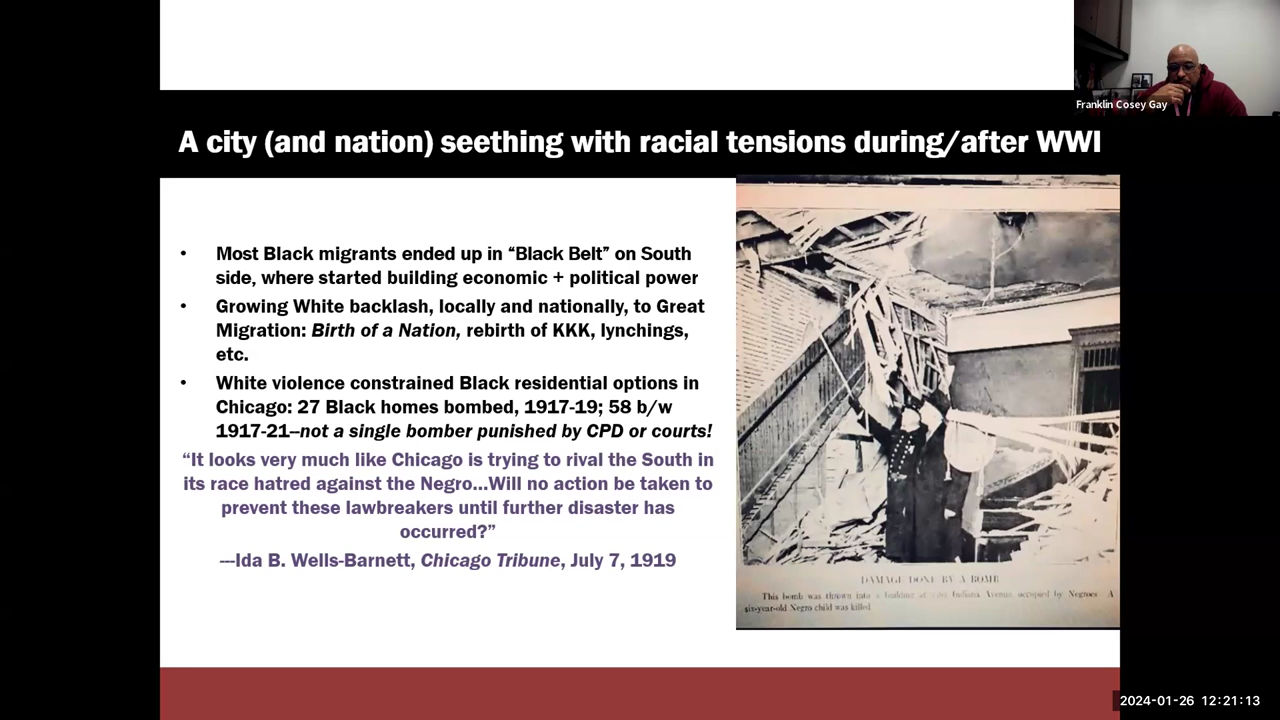 Franklin Cosey Gay
A city (and nation) seething with racial tensions during/after WWI
• Most Black migrants ended up in “Black Belt” on South
side, where started building economic + political power
• Growing White backlash, locally and nationally, to Great
Migration: Birth of a Nation, rebirth of KKK, lynchings,
etc.
• White violence constrained Black residential options in
Chicago: 27 Black homes bombed, 1917-19; 58 b/w
1917-21--not a single bomber punished by CPD or courts!
“It looks very much like Chicago is trying to rival the South in
its race hatred against the Negro...Will no action be taken to
prevent these lawbreakers until further disaster has
occurred?”
---Ida B. Wells-Barnett, Chicago Tribune, July 7, 1919
DAMAGE DONE BY A BOMB
This bomb was thrown into a building at Indiana Avenue occupied by Negroes. A
six-year-old Negro child was killed.
2024-01-26 12:21:13